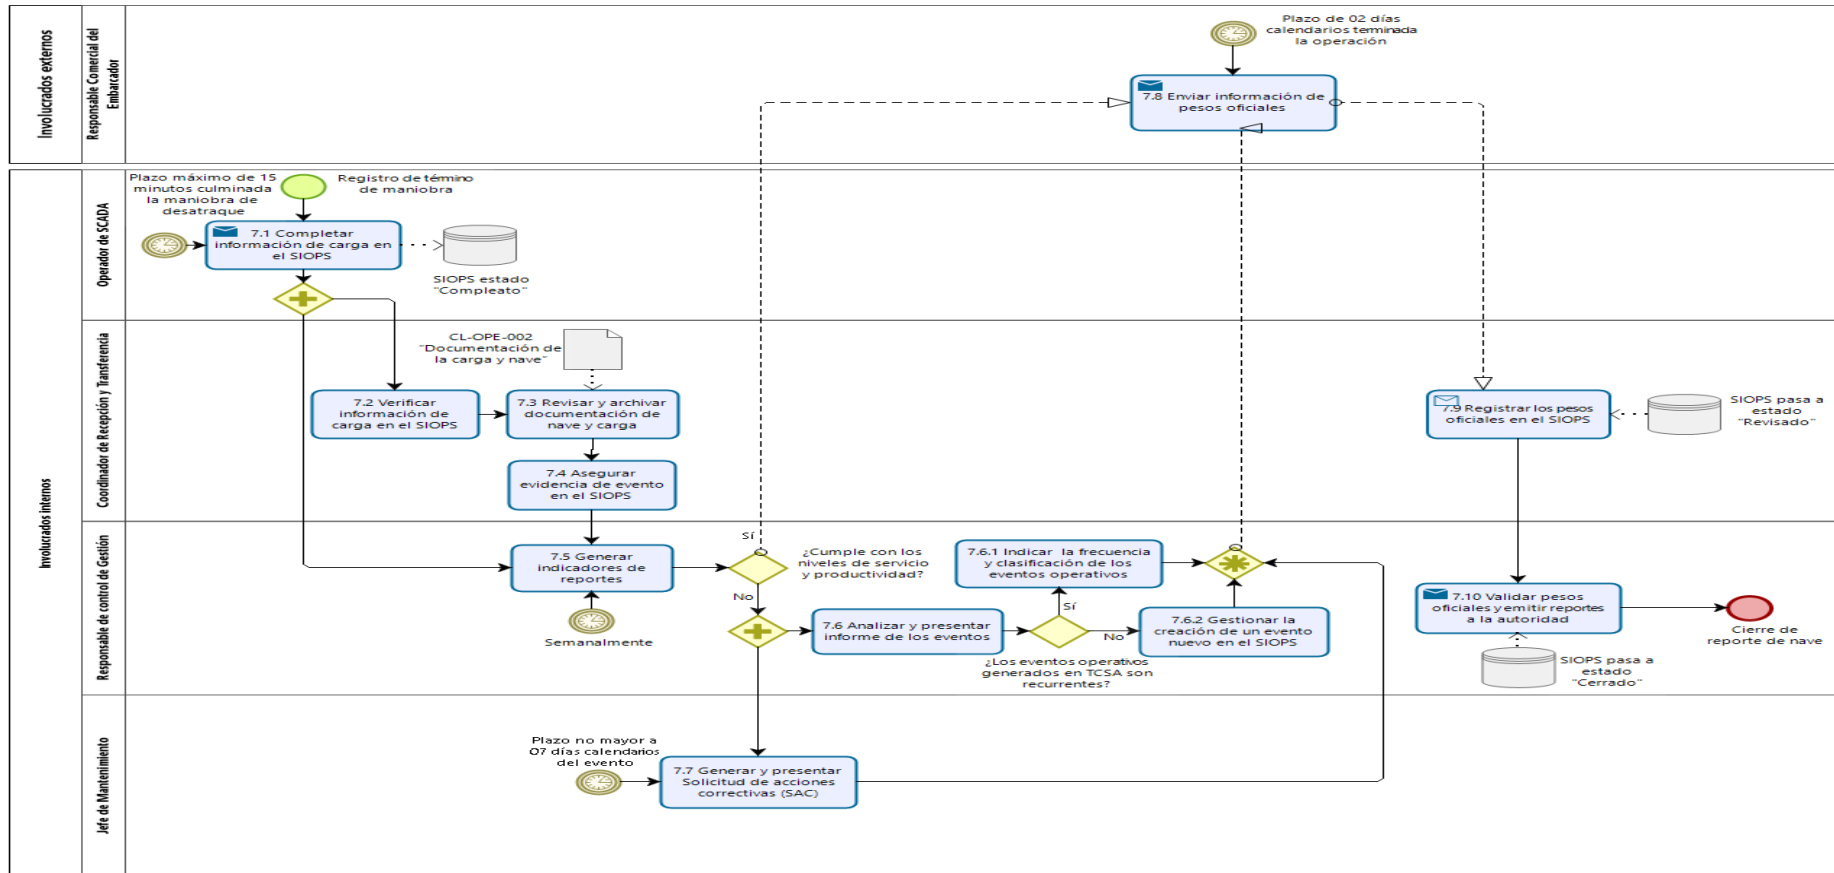 Involucrados externos
Responsable Comercial del
Embarcador
Plazo de 02 días
calendarios terminada
la operación
7.8 Enviar información de
pesos oficiales
Involucrados internos
Operador de SCADA
Plazo máximo de 15
minutos culminada
la maniobra de
desatraque
Registro de término
de maniobra
7.1 Completar
información de carga en
el SIOPS
SIOPS estado
"Compleato"
Coordinador de Recepción y Transferencia
CL-OPE-002
"Documentación de
la carga y nave"
7.2 Verificar
información de
carga en el SIOPS
7.3 Revisar y archivar
documentación de
nave y carga
7.4 Asegurar
evidencia de evento
en el SIOPS
7.9 Registrar los pesos
oficiales en el SIOPS
SIOPS pasa a
estado
"Revisado"
Responsable de control de Gestión
7.5 Generar
indicadores de
reportes
Semanalmente
Sí
¿Cumple con los
niveles de servicio
y productividad?
No
7.6 Analizar y presentar
informe de los eventos
7.6.1 Indicar la frecuencia
y clasificación de los
eventos operativos
Sí
No
¿Los eventos operativos
generados en TCSA son
recurrentes?
7.6.2 Gestionar la
creación de un evento
nuevo en el SIOPS
7.10 Validar pesos
oficiales y emitir reportes
a la autoridad
Cierre de
reporte de nave
SIOPS pasa a
estado
"Cerrado"
Jefe de Mantenimiento
Plazo no mayor a
07 días calendarios
del evento
7.7 Generar y presentar
Solicitud de acciones
correctivas (SAC)